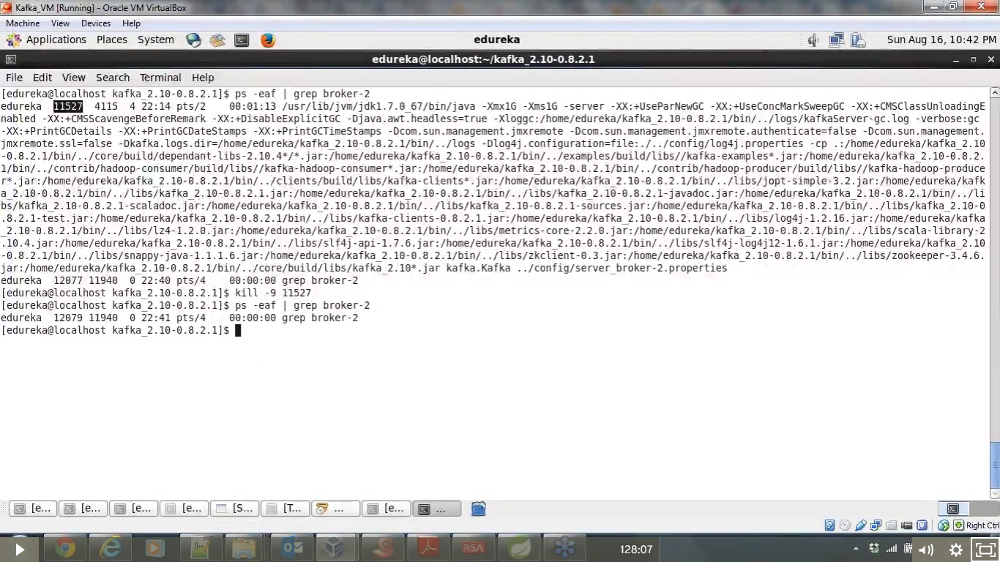 Kafka_VM [Running] - Oracle VM VirtualBox
Machine View Devices Help
Applications Places System edureka Sun Aug 16, 10:42 PM
edureka@localhost:~/kafka_2.10-0.8.2.1
File Edit View Search Terminal Help
[edureka@localhost kafka_2.10-0.8.2.1]$ ps -eaf | grep broker-2
edureka 11527 4115 4 22:14 pts/2 00:01:13 /usr/lib/jvm/jdk1.7.0_67/bin/java -Xmx1G -Xms1G -server -XX:+UseParNewGC -XX:+UseConcMarkSweepGC -XX:+CMSClassUnloadingE
nabled -XX:+CMSScavengeBeforeRemark -XX:+DisableExplicitGC -Djava.awt.headless=true -Xloggc:/home/edureka/kafka_2.10-0.8.2.1/bin/../logs/kafkaServer-gc.log -verbose:gc
-XX:+PrintGCDetails -XX:+PrintGCDateStamps -XX:+PrintGCTimeStamps -Dcom.sun.management.jmxremote -Dcom.sun.management.jmxremote.authenticate=false -Dcom.sun.management.
jmxremote.ssl=false -Dkafka.logs.dir=/home/edureka/kafka_2.10-0.8.2.1/bin/../logs -Dlog4j.configuration=file:./../config/log4j.properties -cp .:/home/edureka/kafka_2.10
-0.8.2.1/bin/../core/build/dependant-libs-2.10.4*/*.jar:/home/edureka/kafka_2.10-0.8.2.1/bin/../examples/build/libs//kafka-examples*.jar:/home/edureka/kafka_2.10-0.8.2.
1/bin/../contrib/hadoop-consumer/build/libs//kafka-hadoop-consumer*.jar:/home/edureka/kafka_2.10-0.8.2.1/bin/../contrib/hadoop-producer/build/libs//kafka-hadoop-produce
r*.jar:/home/edureka/kafka_2.10-0.8.2.1/bin/../clients/build/libs/kafka-clients*.jar:/home/edureka/kafka_2.10-0.8.2.1/bin/../libs/jopt-simple-3.2.jar:/home/edureka/kafk
a_2.10-0.8.2.1/bin/../libs/kafka_2.10-0.8.2.1.jar:/home/edureka/kafka_2.10-0.8.2.1/bin/../libs/kafka_2.10-0.8.2.1-javadoc.jar:/home/edureka/kafka_2.10-0.8.2.1/bin/../li
bs/kafka_2.10-0.8.2.1-scaladoc.jar:/home/edureka/kafka_2.10-0.8.2.1/bin/../libs/kafka_2.10-0.8.2.1-sources.jar:/home/edureka/kafka_2.10-0.8.2.1/bin/../libs/kafka_2.10-0
.8.2.1-test.jar:/home/edureka/kafka_2.10-0.8.2.1/bin/../libs/kafka-clients-0.8.2.1.jar:/home/edureka/kafka_2.10-0.8.2.1/bin/../libs/log4j-1.2.16.jar:/home/edureka/kafka
_2.10-0.8.2.1/bin/../libs/lz4-1.2.0.jar:/home/edureka/kafka_2.10-0.8.2.1/bin/../libs/metrics-core-2.2.0.jar:/home/edureka/kafka_2.10-0.8.2.1/bin/../libs/scala-library-2
.10.4.jar:/home/edureka/kafka_2.10-0.8.2.1/bin/../libs/slf4j-api-1.7.6.jar:/home/edureka/kafka_2.10-0.8.2.1/bin/../libs/slf4j-log4j12-1.6.1.jar:/home/edureka/kafka_2.10
-0.8.2.1/bin/../libs/snappy-java-1.1.1.6.jar:/home/edureka/kafka_2.10-0.8.2.1/bin/../libs/zkclient-0.3.jar:/home/edureka/kafka_2.10-0.8.2.1/bin/../libs/zookeeper-3.4.6.
jar:/home/edureka/kafka_2.10-0.8.2.1/bin/../core/build/libs/kafka_2.10*.jar kafka.Kafka ../config/server_broker-2.properties
edureka 12077 11940 0 22:40 pts/4 00:00:00 grep broker-2
[edureka@localhost kafka_2.10-0.8.2.1]$ kill -9 11527
[edureka@localhost kafka_2.10-0.8.2.1]$ ps -eaf | grep broker-2
edureka 12079 11940 0 22:41 pts/4 00:00:00 grep broker-2
[edureka@localhost kafka_2.10-0.8.2.1]$
[e... [e... [e... [e... [S... [T... ... [e... ...
Right Ctrl
RSA 128:07